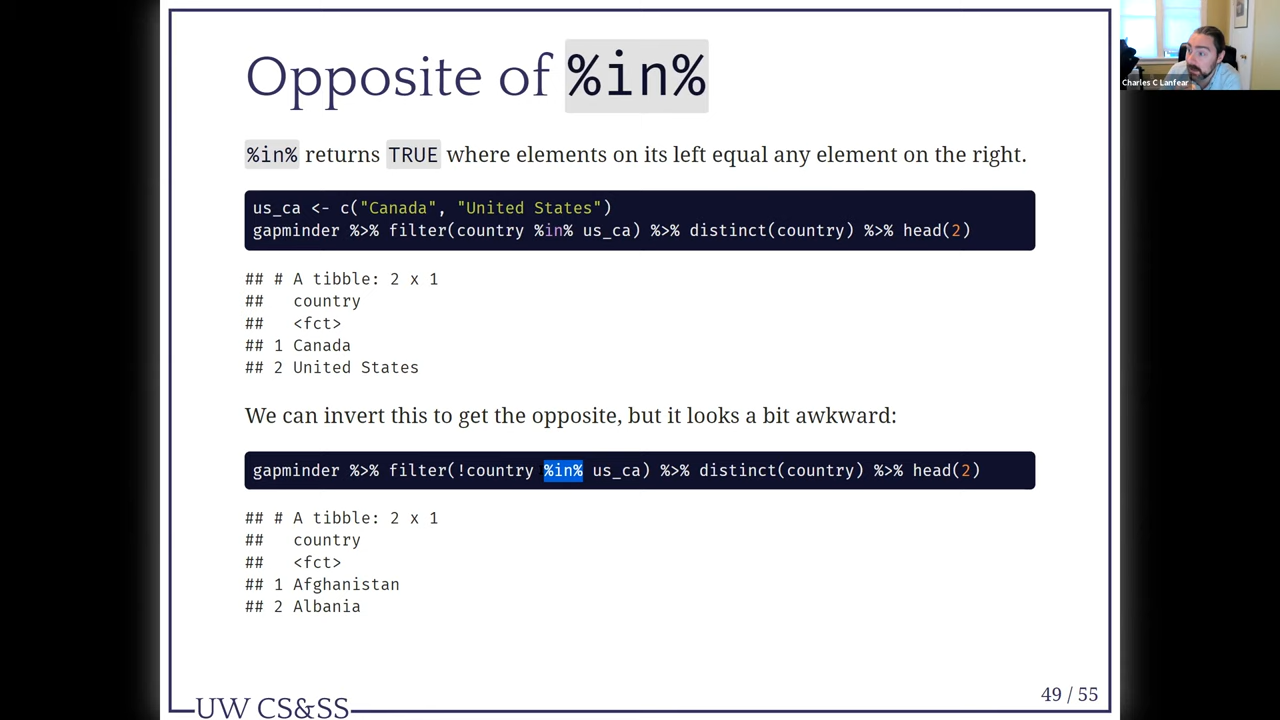 Opposite of %in%
Charles C Lanfear
%in% returns TRUE where elements on its left equal any element on the right.
us_ca <- c("Canada", "United States")
gapminder %>% filter(country %in% us_ca) %>% distinct(country) %>% head(2)
## # A tibble: 2 x 1
##   country
##   <fct>
## 1 Canada
## 2 United States
We can invert this to get the opposite, but it looks a bit awkward:
gapminder %>% filter(!country %in% us_ca) %>% distinct(country) %>% head(2)
## # A tibble: 2 x 1
##   country
##   <fct>
## 1 Afghanistan
## 2 Albania
49 / 55
UW CS&SS